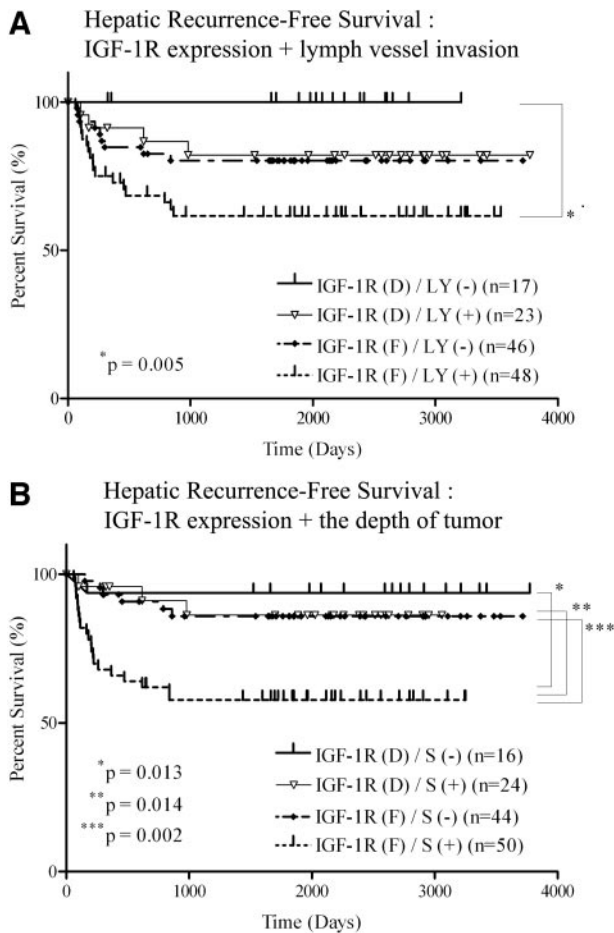 A
Hepatic Recurrence-Free Survival :
IGF-1R expression + lymph vessel invasion
Percent Survival (%)
100
50
0
*
IGF-1R (D) / LY (-) (n=17)
IGF-1R (D) / LY (+) (n=23)
IGF-1R (F) / LY (-) (n=46)
IGF-1R (F) / LY (+) (n=48)
*p = 0.005
0 1000 2000 3000 4000
Time (Days)
B
Hepatic Recurrence-Free Survival :
IGF-1R expression + the depth of tumor
Percent Survival (%)
100
50
0
*
**
***
IGF-1R (D) / S (-) (n=16)
IGF-1R (D) / S (+) (n=24)
IGF-1R (F) / S (-) (n=44)
IGF-1R (F) / S (+) (n=50)
*p = 0.013
**p = 0.014
***p = 0.002
0 1000 2000 3000 4000
Time (Days)